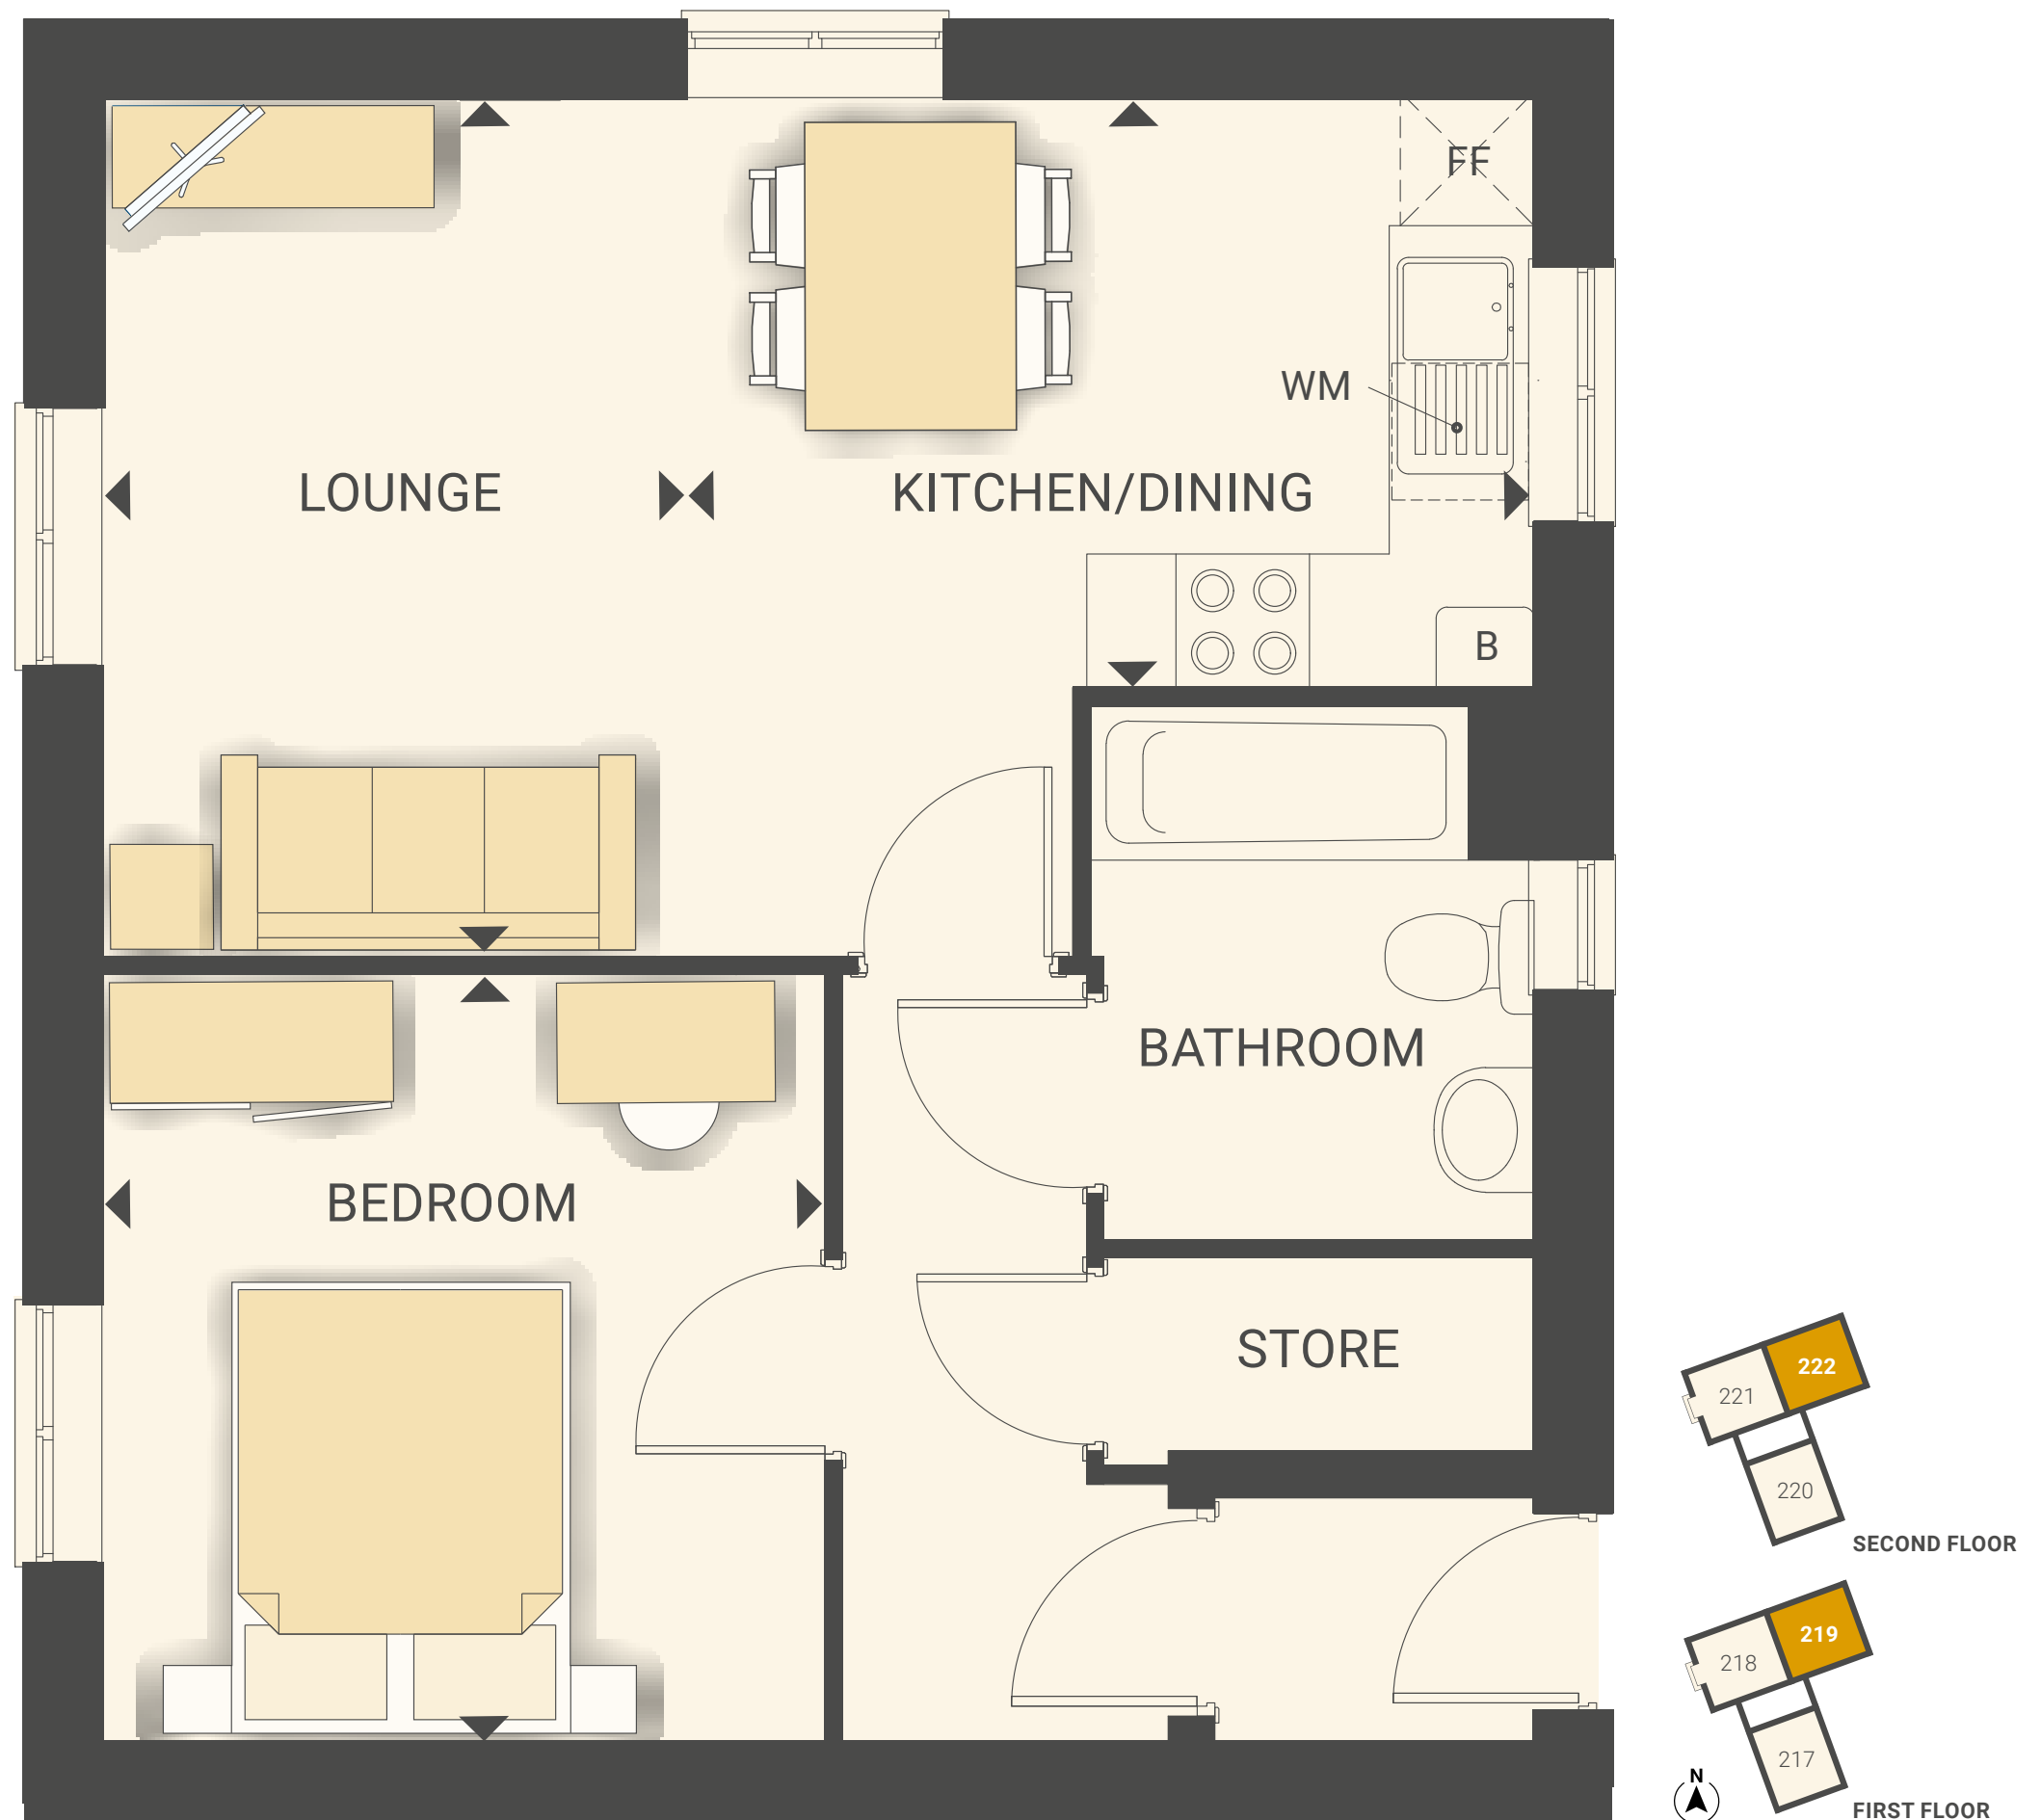 FF
WM
LOUNGE
KITCHEN/DINING
B
BATHROOM
BEDROOM
STORE
222
221
220
SECOND FLOOR
219
218
217
N
FIRST FLOOR